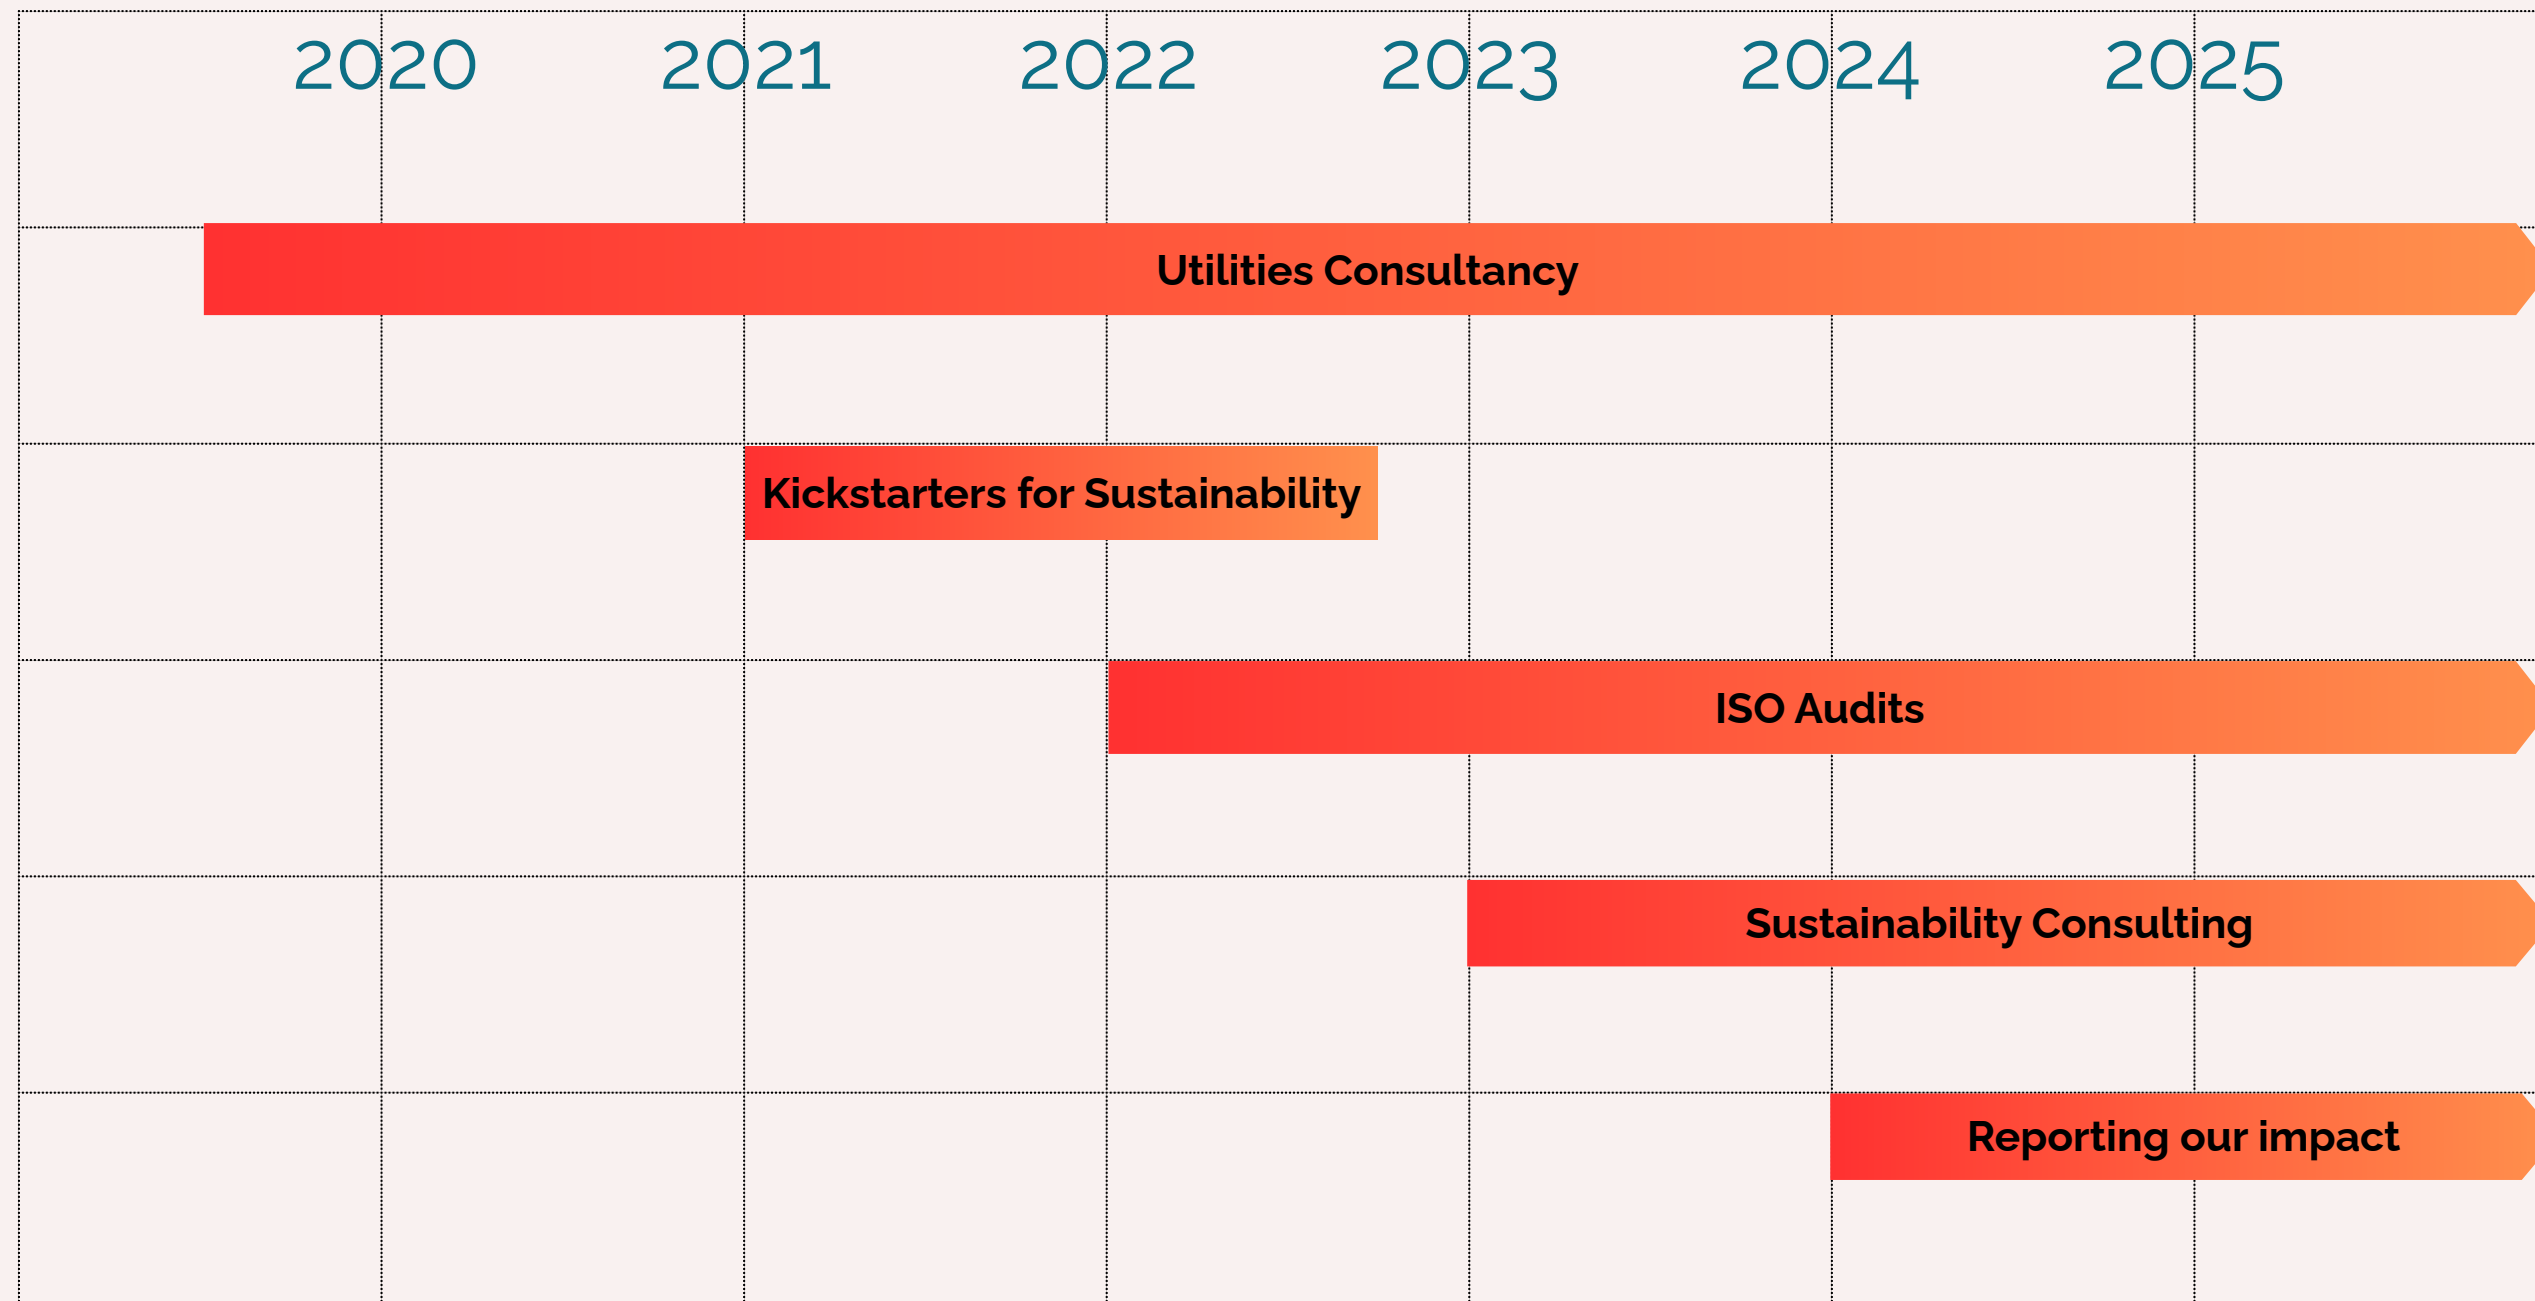 2020 2021 2022 2023 2024 2025
Utilities Consultancy
Kickstarters for Sustainability
ISO Audits
Sustainability Consulting
Reporting our impact